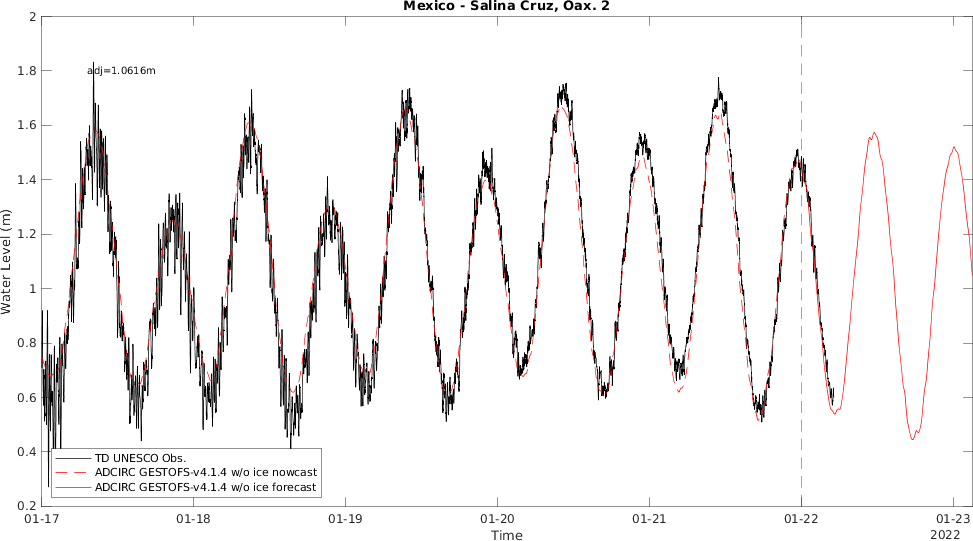 Mexico - Salina Cruz, Oax. 2
2
1.8
1.6
1.4
1.2
1
0.8
0.6
0.4
0.2
Water Level (m)
adj=1.0616m
TD UNESCO Obs.
ADCIRC GESTOFS-v4.1.4 w/o ice nowcast
ADCIRC GESTOFS-v4.1.4 w/o ice forecast
01-17 01-18 01-19 01-20 01-21 01-22 01-23
Time
2022